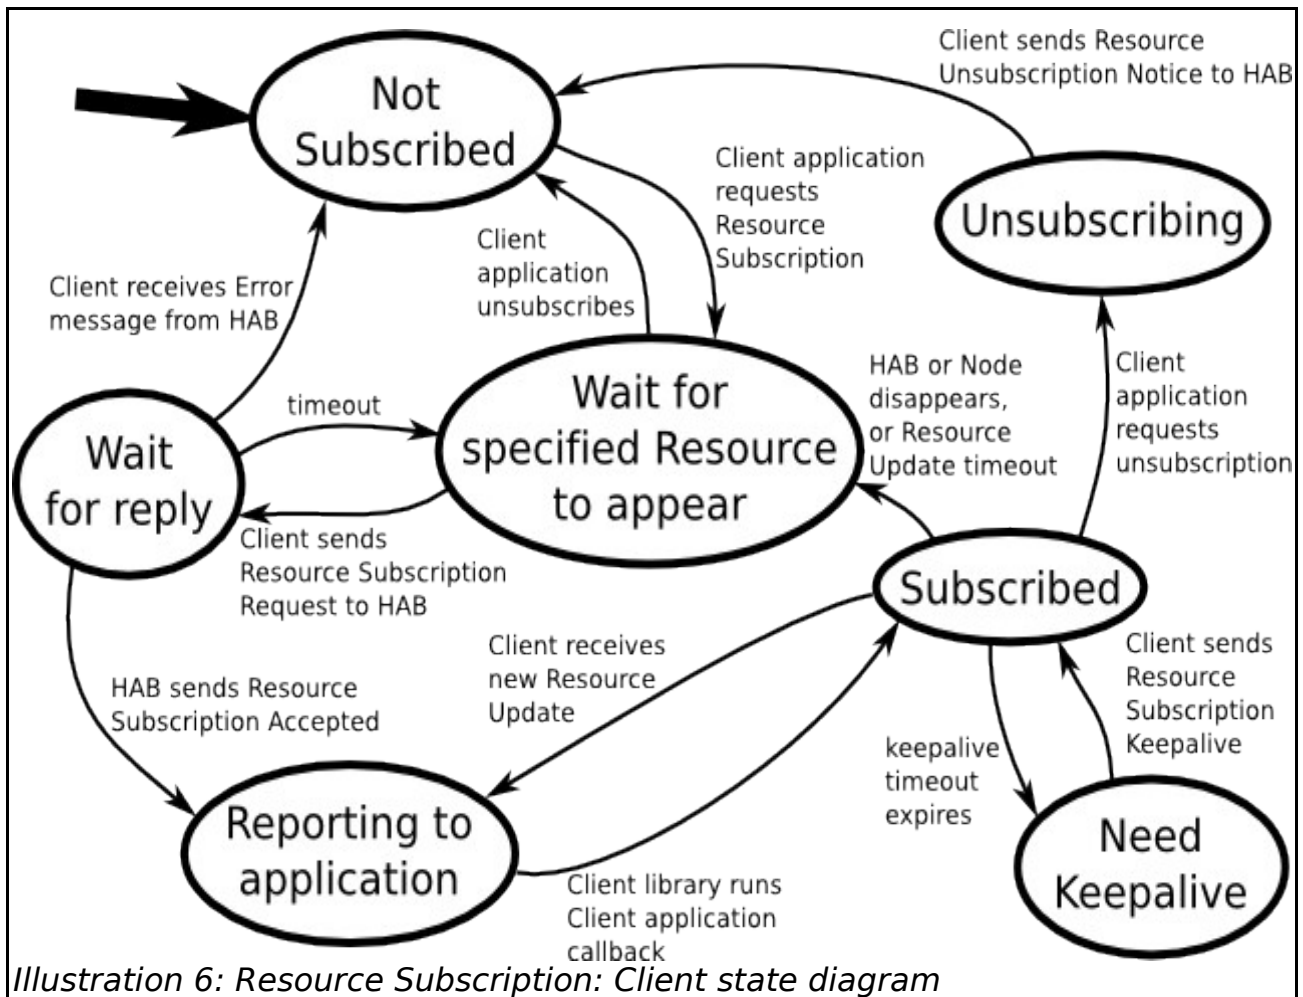 Client sends Resource
Unsubscription Notice to HAB
Not
Subscribed
Client application
requests
Resource
Subscription
Unsubscribing
Client
application
unsubscribes
Client receives Error
message from HAB
HAB or Node
disappears,
or Resource
Update timeout
Client
application
requests
unsubscription
timeout
Wait for
specified Resource
to appear
Wait
for reply
Client sends
Resource Subscription
Request to HAB
Subscribed
Client receives
new Resource
Update
Client sends
Resource
Subscription
Keepalive
HAB sends Resource
Subscription Accepted
keepalive
timeout
expires
Reporting to
application
Need
Keepalive
Client library runs
Client application
callback
Illustration 6: Resource Subscription: Client state diagram